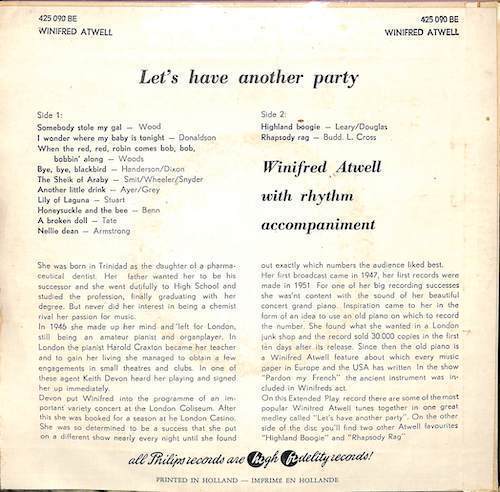 425 090 BE
WINIFRED ATWELL
425 090 BE
WINIFRED ATWELL
Let's have another party
Side 1:
Somebody stole my gal — Wood
I wonder where my baby is tonight — Donaldson
When the red, red, robin comes bob, bob,
bobbin' along — Woods
Bye, bye, blackbird — Handerson/Dixon
The Sheik of Araby — Smit/Wheeler/Snyder
Another little drink — Ayer/Grey
Lily of Laguna — Stuart
Honeysuckle and the bee — Benn
A broken doll — Tate
Nellie dean — Armstrong
Side 2:
Highland boogie — Leary/Douglas
Rhapsody rag — Budd. L. Cross
Winifred Atwell
with rhythm
accompaniment
She was born in Trinidad as the daughter of a pharma-
ceutical dentist. Her father wanted her to be his
successor and she went dutifully to High School and
studied the profession, finally graduating with her
degree. But never did her interest in being a chemist
rival her passion for music.
In 1946 she made up her mind and left for London,
still being an amateur pianist and organplayer. In
London the pianist Harold Craxton became her teacher
and to gain her living she managed to obtain a few
engagements in small theatres and clubs. In one of
these agent Keith Devon heard her playing and signed
her up immediately.
Devon put Winifred into the programme of an im-
portant variety concert at the London Coliseum. After
this she was booked for a season at he London Casino.
She was so determined to be a success that she put
on a different show nearly every night until she found
out exactly which numbers the audience liked best.
Her first broadcast came in 1947, her first records were
made in 1951. For one of her big recording successes
she was'nt content with the sound of her beautiful
concert grand piano. Inspiration came to her in the
form of an idea to use an old piano on which to record
the number. She found what she wanted in a London
junk shop and the record sold 30.000 copies in the first
ten days after its release. Since then the old piano is
a Winifred Atwell feature about which every music
paper in Europe and the USA has written. In the show
"Pardon my French" the ancient instrument was in-
cluded in Winifreds act.
On this Extended Play record there are some of the most
popular Winifred Atwell tunes together in one great
medley called "Let's have another party". On the other
side of the disc you'll find two other Atwell favourites
"Highland Boogie" and "Rhapsody Rag"
all Philips records are high fidelity records!
PRINTED IN HOLLAND — IMPRIME EN HOLLANDE